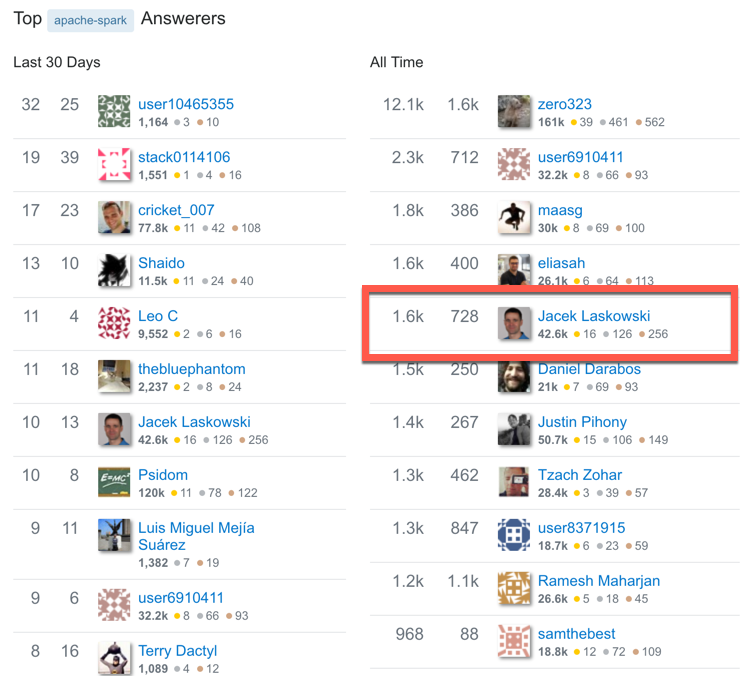 Top apache-spark Answerers
Last 30 Days
32 25 user10465355
1,164 3 10
19 39 stack0114106
1,551 1 4 16
17 23 cricket_007
77.8k 11 42 108
13 10 Shaido
11.5k 11 24 40
11 4 Leo C
9,552 2 6 16
11 18 thebluephantom
2,237 2 8 24
10 13 Jacek Laskowski
42.6k 16 126 256
10 8 Psidom
E=MC²
120k 11 78 122
9 11 Luis Miguel Mejía
Suárez
1,382 7 19
9 6 user6910411
32.2k 8 66 93
8 16 Terry Dactyl
1,089 4 12
All Time
12.1k 1.6k zero323
161k 39 461 562
2.3k 712 user6910411
32.2k 8 66 93
1.8k 386 maasg
30k 8 69 100
1.6k 400 eliasah
26.1k 6 64 113
1.6k 728 Jacek Laskowski
42.6k 16 126 256
1.5k 250 Daniel Darabos
21k 7 69 93
1.4k 267 Justin Pihony
50.7k 15 106 149
1.3k 462 Tzach Zohar
28.4k 3 39 57
1.3k 847 user8371915
18.7k 6 23 59
1.2k 1.1k Ramesh Maharjan
26.6k 5 18 45
968 88 samthebest
18.8k 12 72 109